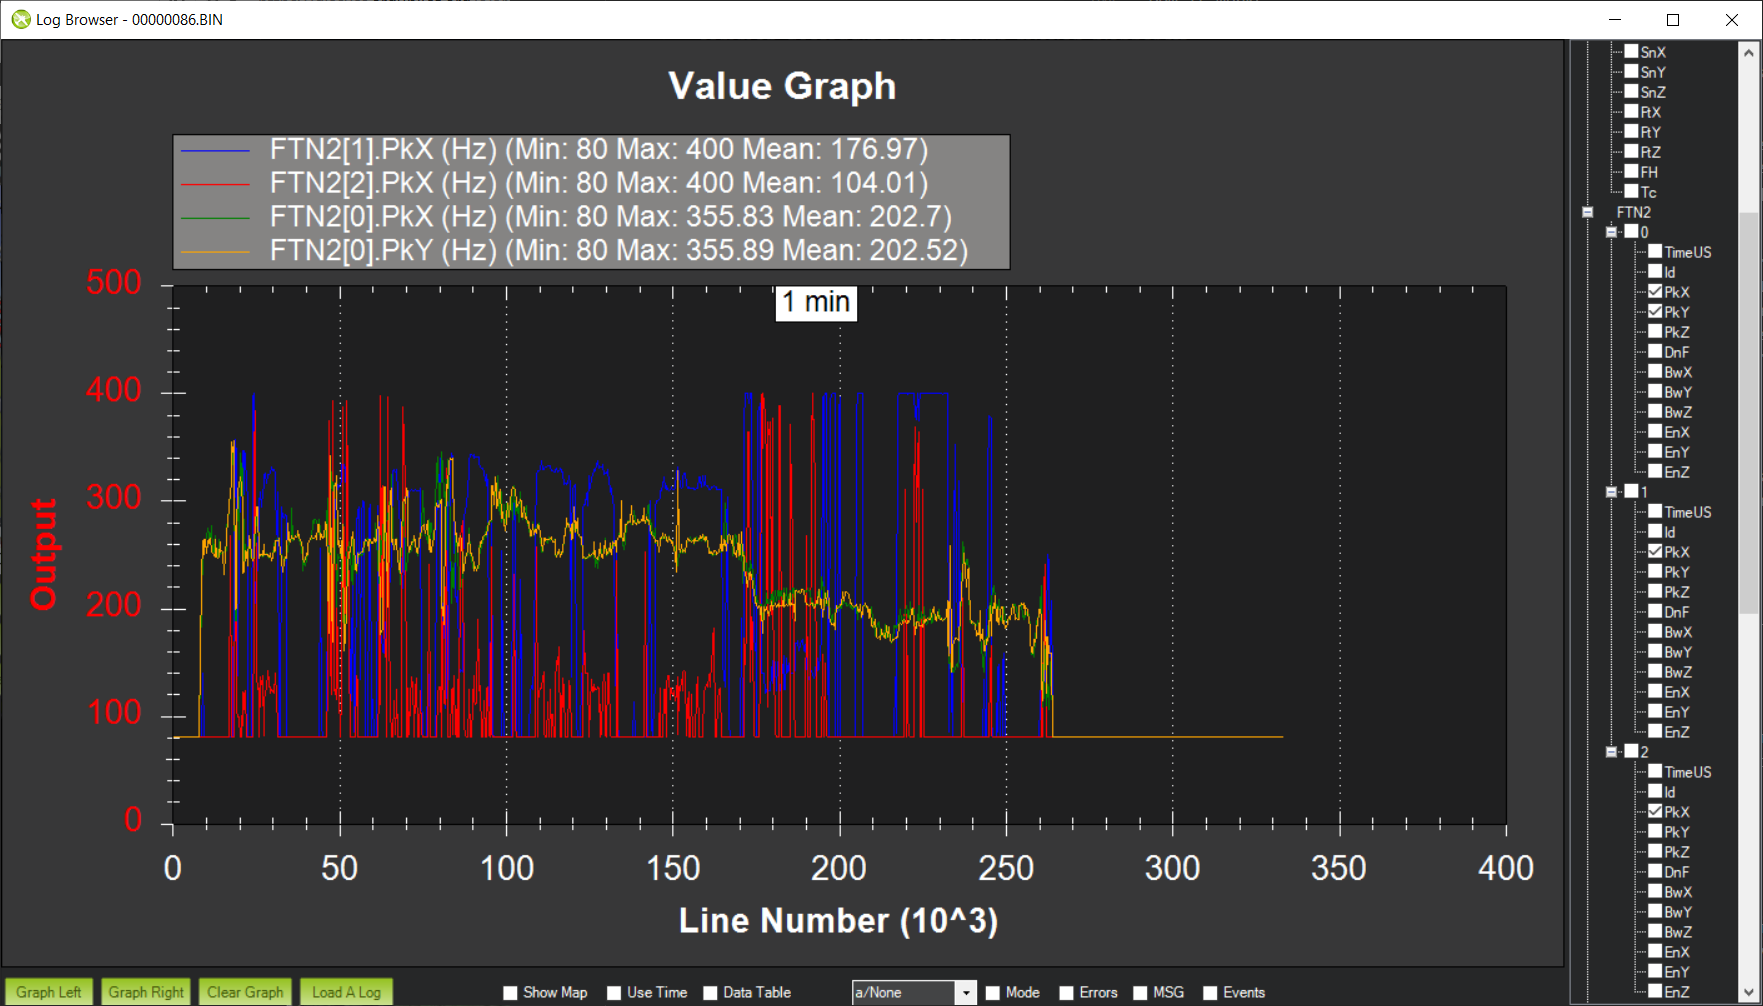 Log Browser - 00000086.BIN
Value Graph
FTN2[1].PkX (Hz) (Min: 80 Max: 400 Mean: 176.97)
FTN2[2].PkX (Hz) (Min: 80 Max: 400 Mean: 104.01)
FTN2[0].PkX (Hz) (Min: 80 Max: 355.83 Mean: 202.7)
FTN2[0].PkY (Hz) (Min: 80 Max: 355.89 Mean: 202.52)
1 min
500
400
300
200
100
0
Output
0 50 100 150 200 250 300 350 400
Line Number (10^3)
SnX
SnY
SnZ
FtX
FtY
FtZ
FH
Tc
FTN2
0
TimeUS
Id
PkX
PkY
PkZ
DnF
BwX
BwY
BwZ
EnX
EnY
EnZ
1
TimeUS
Id
PkX
PkY
PkZ
DnF
BwX
BwY
BwZ
EnX
EnY
EnZ
2
TimeUS
Id
PkX
PkY
PkZ
DnF
BwX
BwY
BwZ
EnX
EnY
EnZ
Graph Left Graph Right Clear Graph Load A Log Show Map Use Time Data Table a/None Mode Errors MSG Events